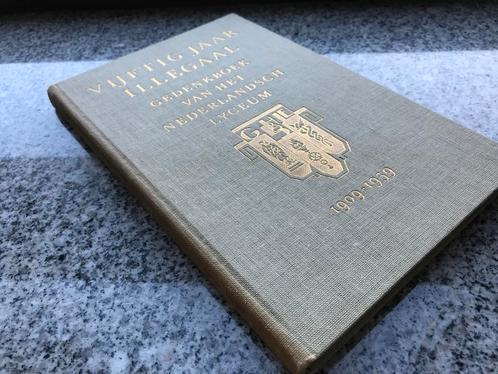 VIJFTIG JAAR
ILLEGAAL
GEDENKBOEK
VAN HET
NEDERLANDSCH
LYCEUM
1909-1959